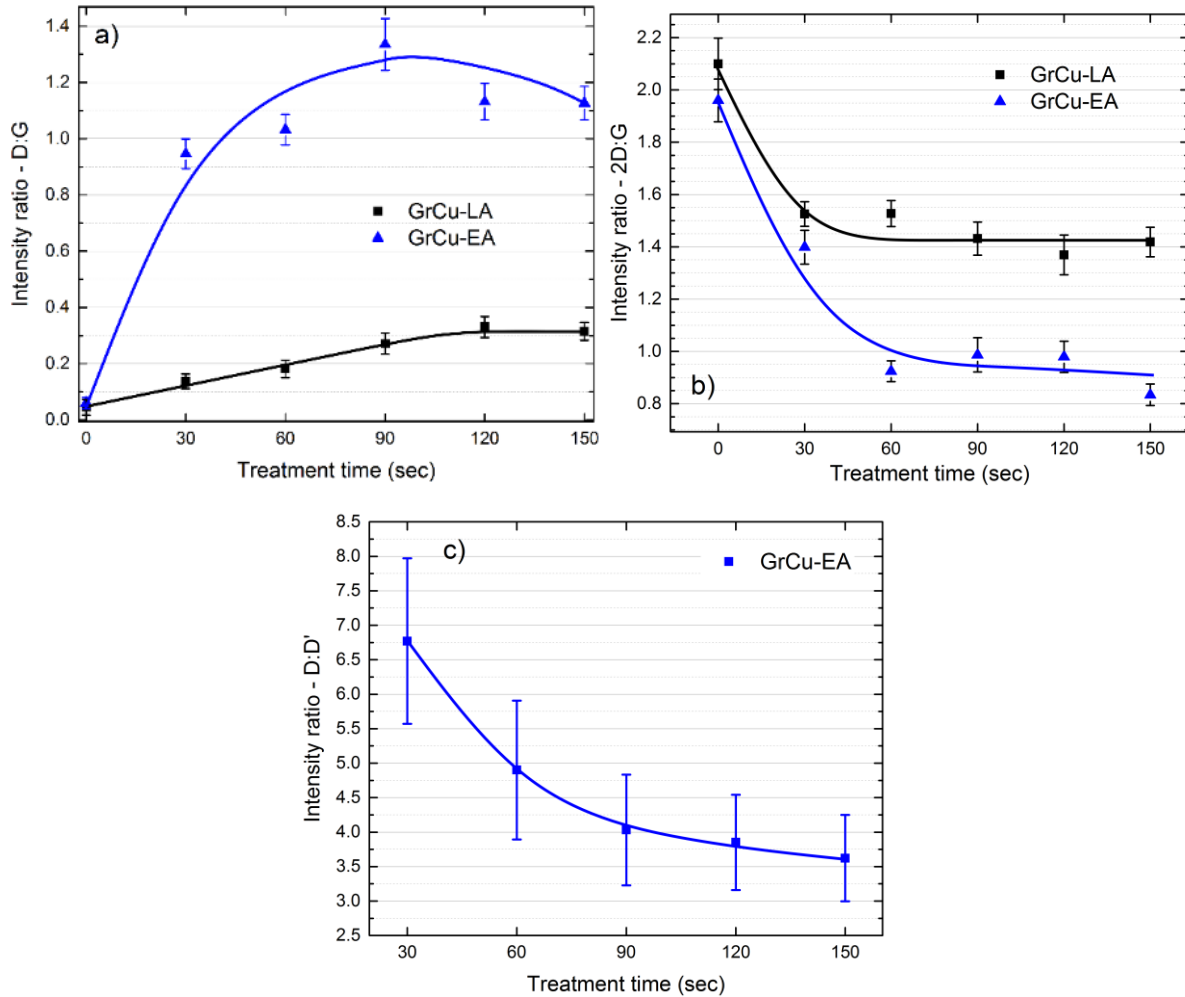 a)
Intensity ratio - D:G
1.4
1.2
1.0
0.8
0.6
0.4
0.2
0.0
GrCu-LA
GrCu-EA
0 30 60 90 120 150
Treatment time (sec)
b)
Intensity ratio - 2D:G
2.2
2.0
1.8
1.6
1.4
1.2
1.0
0.8
GrCu-LA
GrCu-EA
0 30 60 90 120 150
Treatment time (sec)
c)
Intensity ratio - D:D'
8.5
8.0
7.5
7.0
6.5
6.0
5.5
5.0
4.5
4.0
3.5
3.0
2.5
GrCu-EA
30 60 90 120 150
Treatment time (sec)